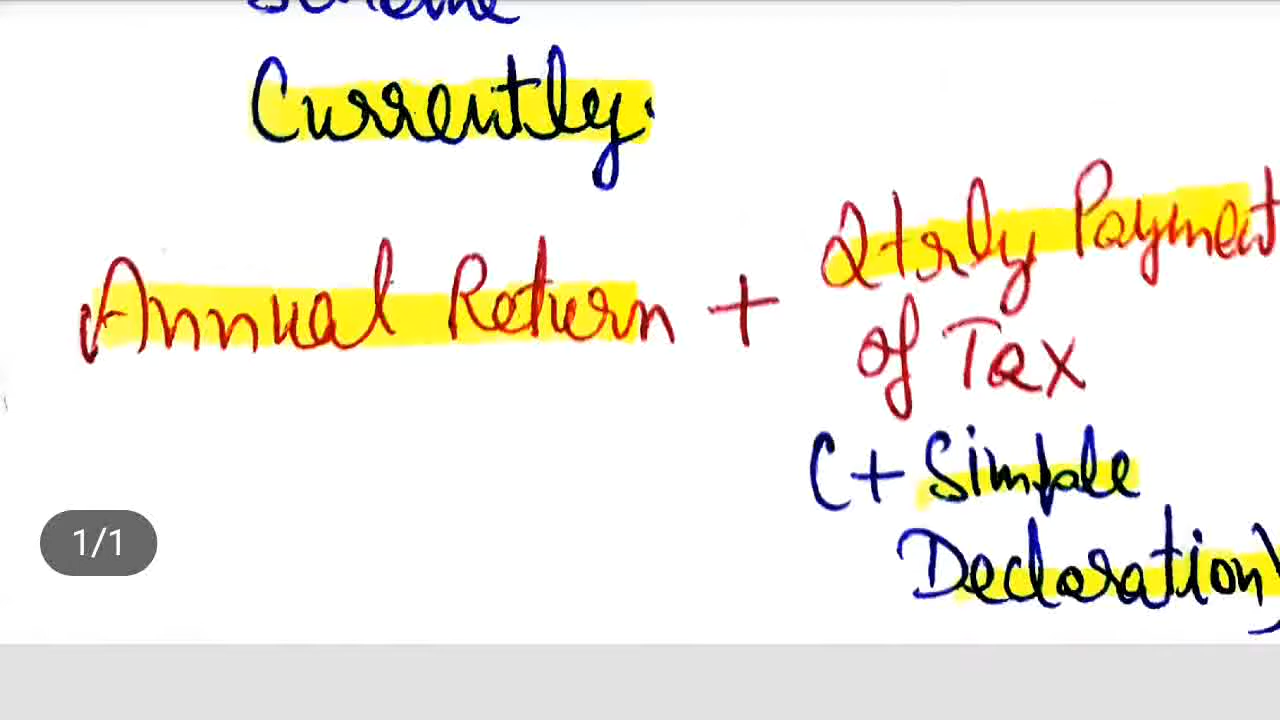 Currently.
Annual Return + Qtrly Payment
of Tax
(+ Simple
Declaration)
1/1